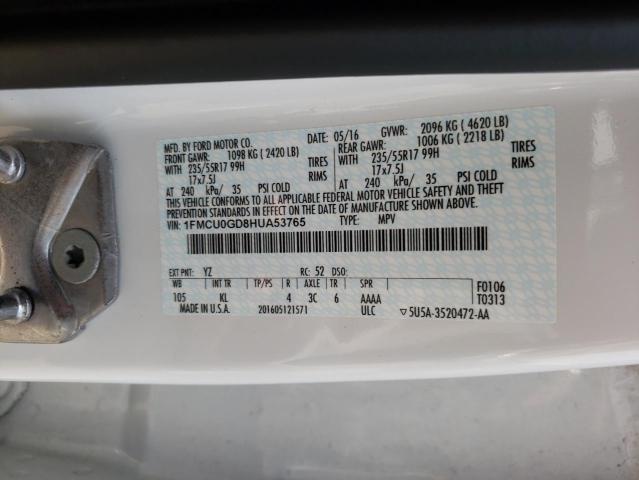 MFD. BY FORD MOTOR CO. DATE: 05/16 GVWR: 2096 KG ( 4620 LB)
FRONT GAWR: 1098 KG ( 2420 LB) REAR GAWR: 1006 KG ( 2218 LB)
WITH 235/55R17 99H TIRES WITH 235/55R17 99H TIRES
17x7.5J RIMS 17x7.5J RIMS
AT 240 kPa/ 35 PSI COLD AT 240 kPa/ 35 PSI COLD
THIS VEHICLE CONFORMS TO ALL APPLICABLE FEDERAL MOTOR VEHICLE SAFETY AND THEFT
PREVENTION STANDARDS IN EFFECT ON THE DATE OF MANUFACTURE SHOWN ABOVE.
VIN: 1FMCU0GD8HUA53765 TYPE: MPV
EXT PNT: YZ RC: 52 DSO:
WB INT TR TP/PS R AXLE TR SPR F0106
105 KL 4 3C 6 AAAA T0313
MADE IN U.S.A. 201605121571 ULC ▽5U5A-3520472-AA